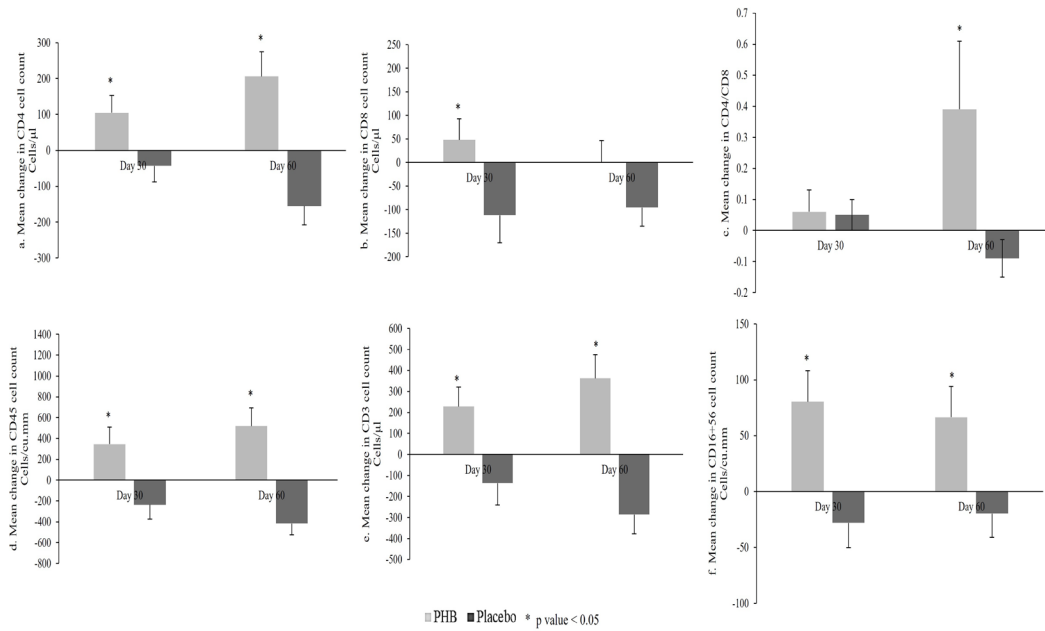 a. Mean change in CD4 cell count
Cells/µl
300
200
100
0
-100
-200
-300
*
*
Day 30
Day 60
b. Mean change in CD8 cell count
Cells/µl
250
200
150
100
50
0
-50
-100
-150
-200
*
Day 30
Day 60
c. Mean change in CD4/CD8
0.8
0.7
0.6
0.5
0.4
0.3
0.2
0.1
0
-0.1
-0.2
*
Day 30
Day 60
d. Mean change in CD45 cell count
Cells/cu.mm
1400
1200
1000
800
600
400
200
0
-200
-400
-600
-800
*
*
Day 30
Day 60
e. Mean change in CD3 cell count
Cells/µl
600
500
400
300
200
100
0
-100
-200
-300
-400
-500
*
*
Day 30
Day 60
f. Mean change in CD16+56 cell count
Cells/cu.mm
150
100
50
0
-50
-100
*
*
Day 30
Day 60
PHB Placebo * p value < 0.05